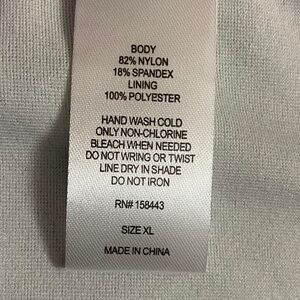 BODY
82% NYLON
18% SPANDEX
LINING
100% POLYESTER
HAND WASH COLD
ONLY NON-CHLORINE
BLEACH WHEN NEEDED
DO NOT WRING OR TWIST
LINE DRY IN SHADE
DO NOT IRON
RN# 158443
SIZE XL
MADE IN CHINA